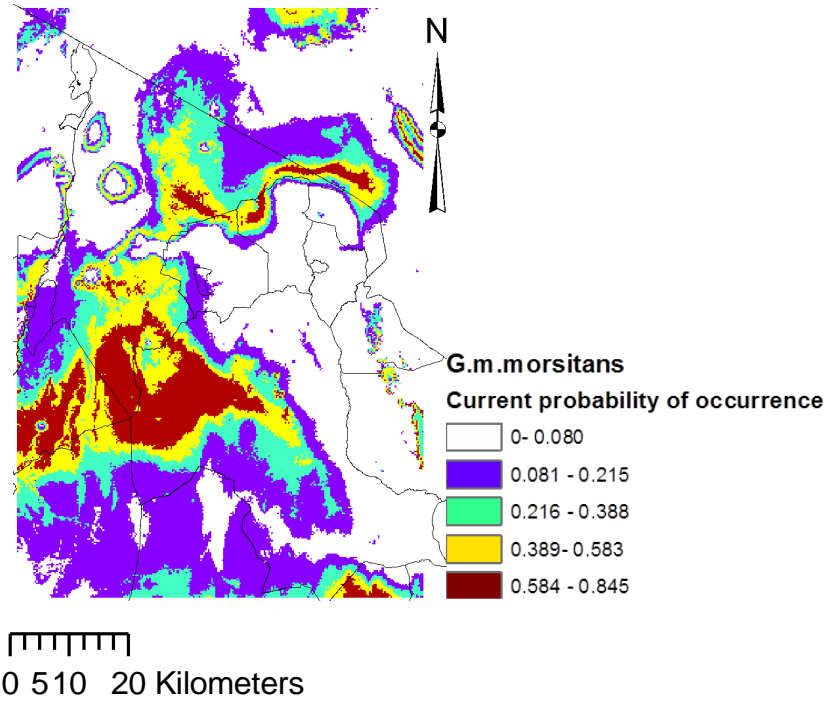 N
G.m.morsitans
Current probability of occurrence
0- 0.080
0.081 - 0.215
0.216 - 0.388
0.389- 0.583
0.584 - 0.845
0 510 20 Kilometers